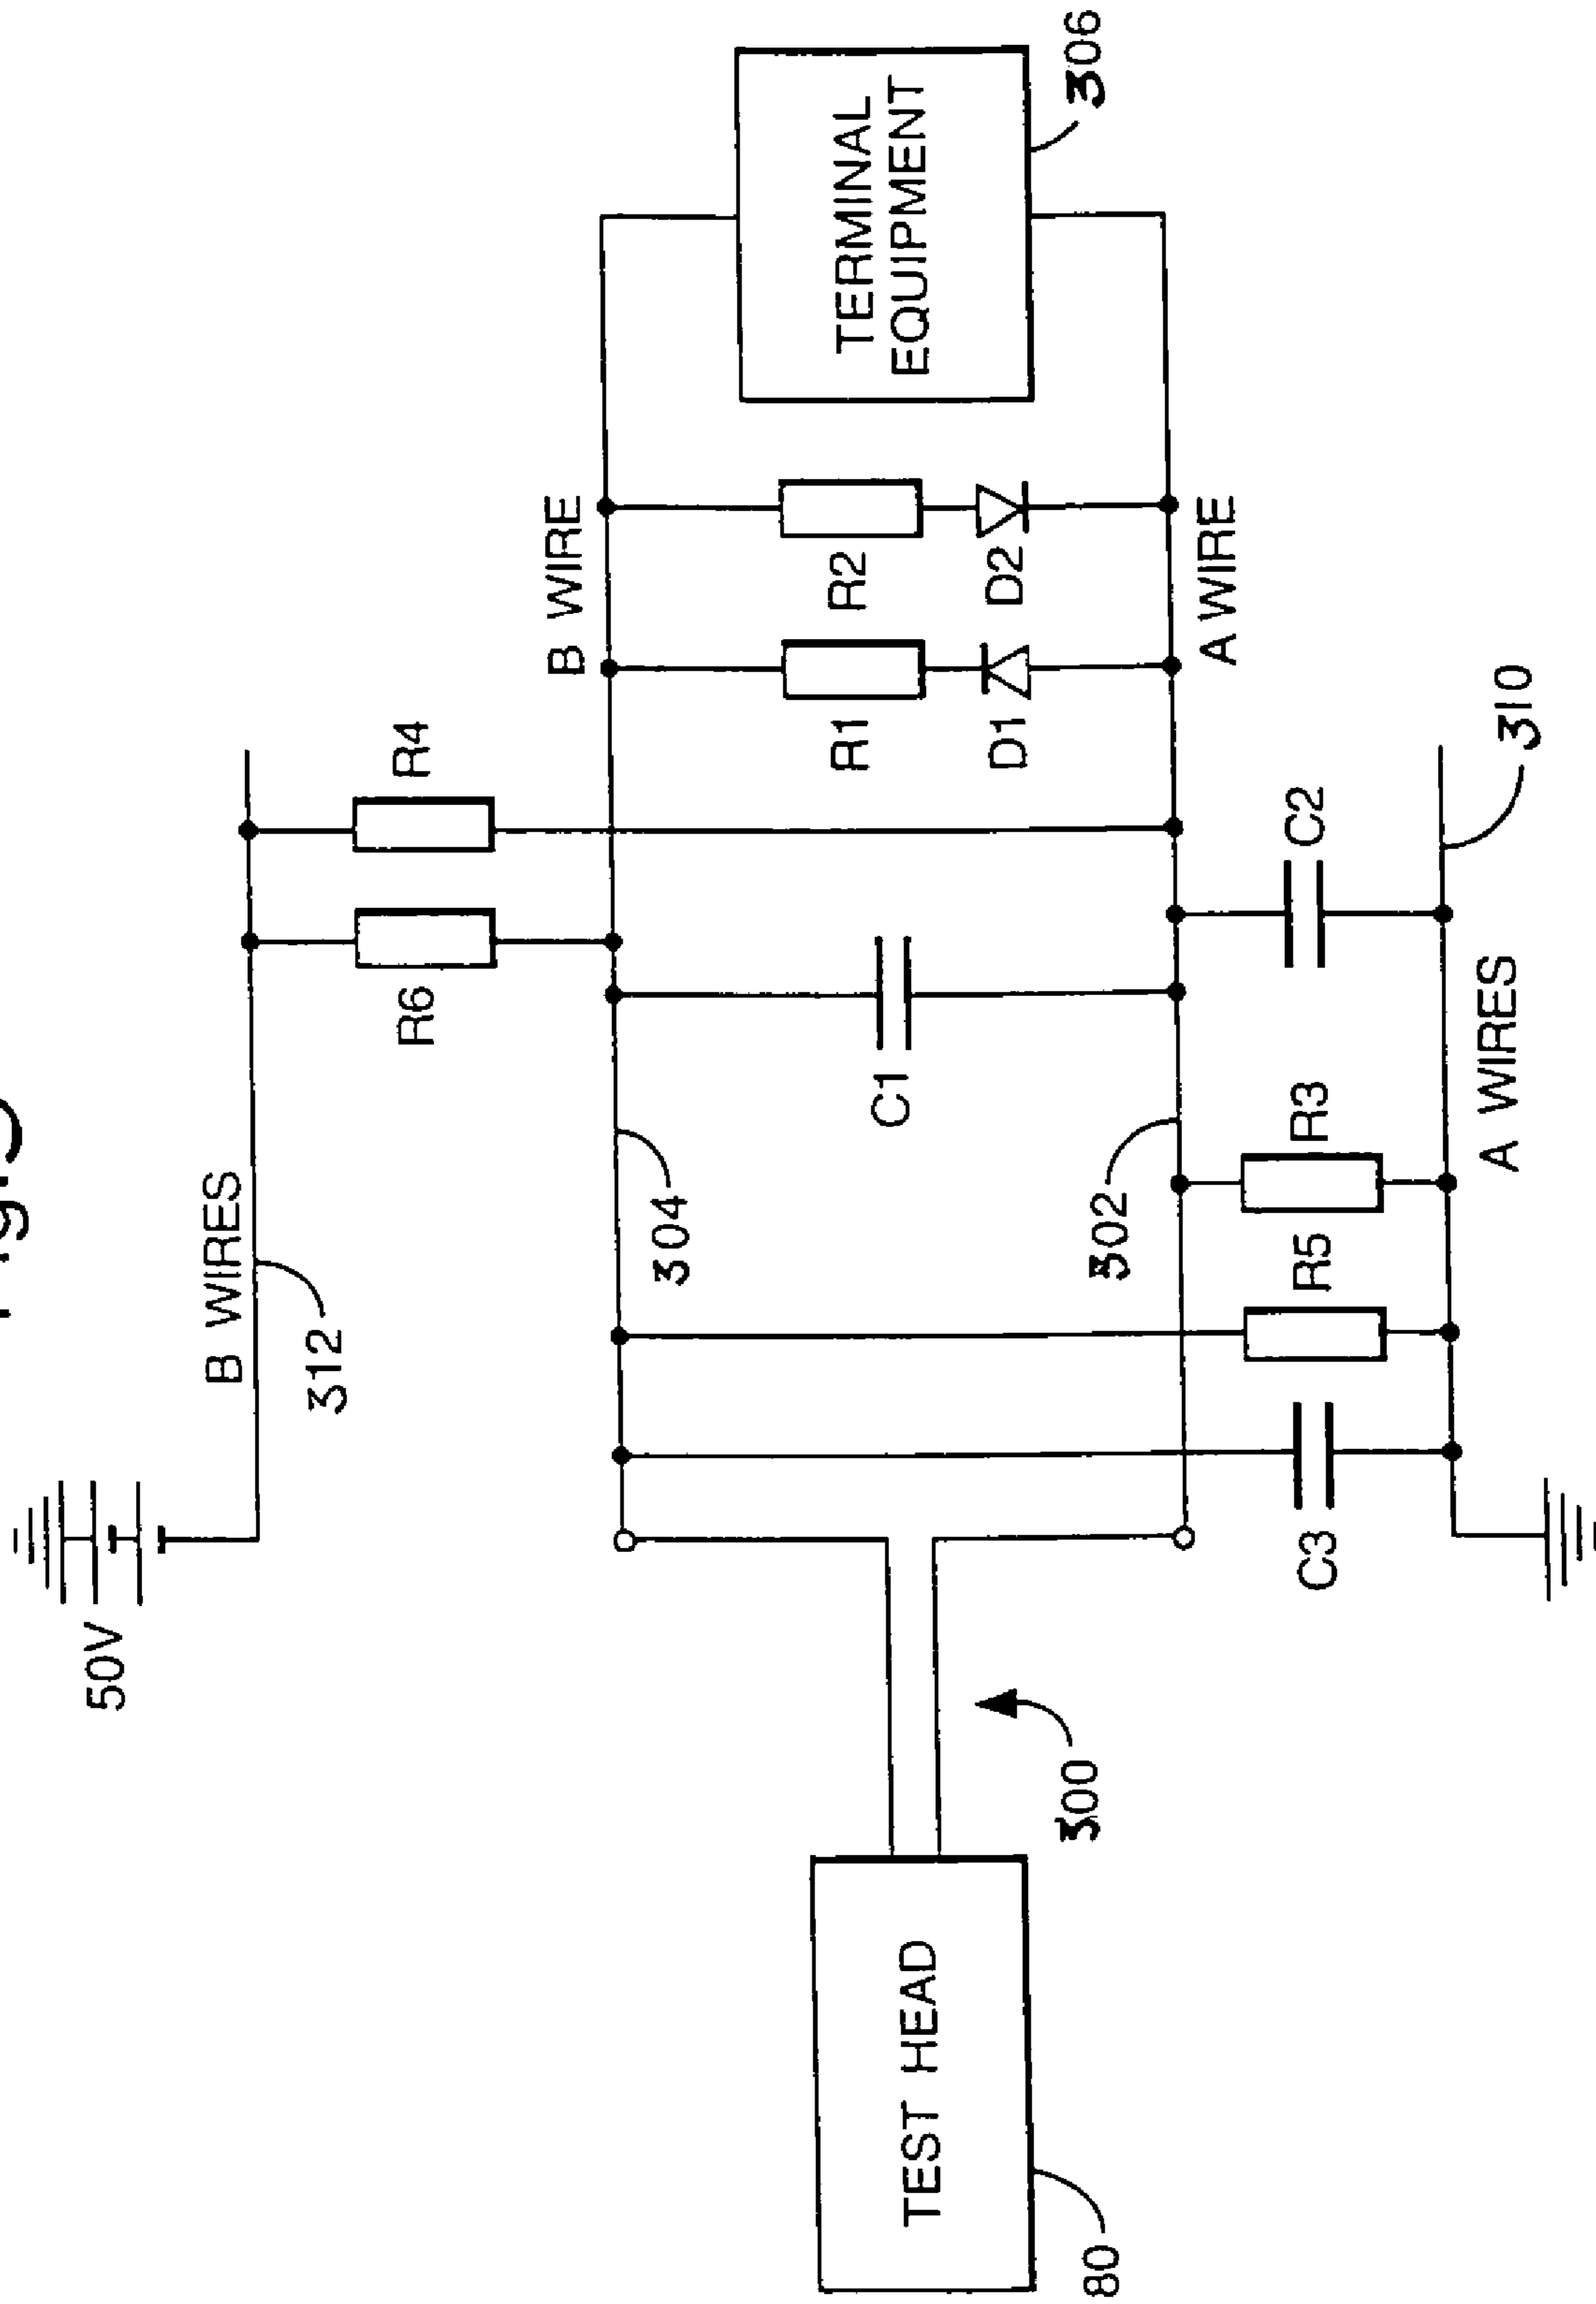 50V
B WIRES
312
R6
R4
B WIRE
304
C1
R1
R2
D1
D2
TERMINAL
EQUIPMENT
306
TEST HEAD
80
300
302
A WIRE
C3
R5
R3
C2
A WIRES
310